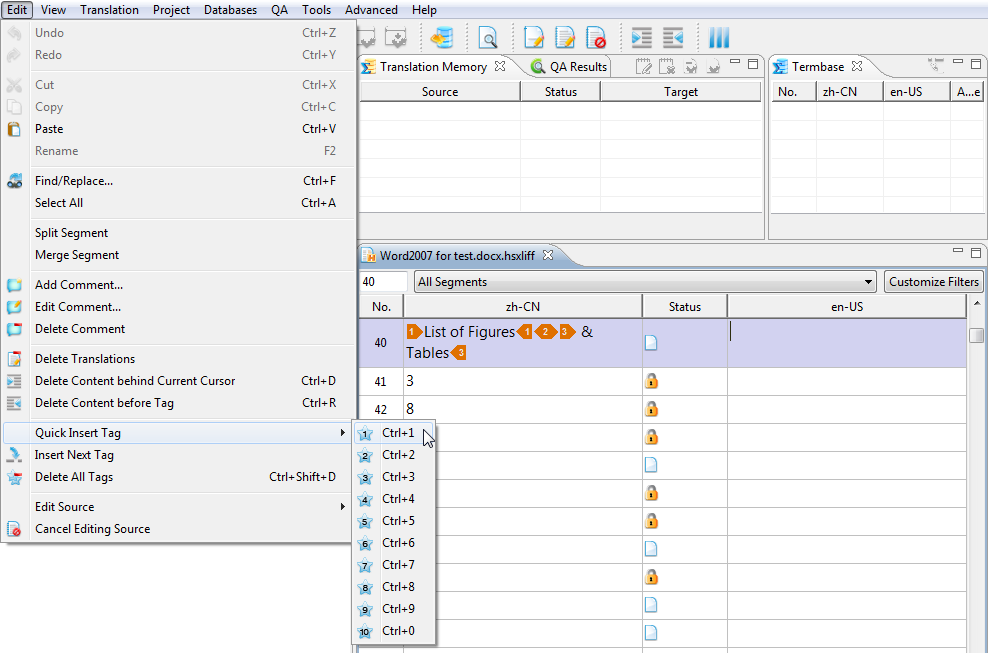 Edit View Translation Project Databases QA Tools Advanced Help
Undo Ctrl+Z
Redo Ctrl+Y
Cut Ctrl+X
Copy Ctrl+C
Paste Ctrl+V
Rename F2
Find/Replace... Ctrl+F
Select All Ctrl+A
Split Segment
Merge Segment
Add Comment...
Edit Comment...
Delete Comment
Delete Translations
Delete Content behind Current Cursor Ctrl+D
Delete Content before Tag Ctrl+R
Quick Insert Tag
Insert Next Tag
Delete All Tags Ctrl+Shift+D
Edit Source
Cancel Editing Source
1 Ctrl+1
2 Ctrl+2
3 Ctrl+3
4 Ctrl+4
5 Ctrl+5
6 Ctrl+6
7 Ctrl+7
8 Ctrl+8
9 Ctrl+9
10 Ctrl+0
Translation Memory QA Results
Source Status Target
Termbase
No. zh-CN en-US A...e
Word2007 for test.docx.hsxliff
40 All Segments Customize Filters
No. zh-CN Status en-US
40 1 List of Figures 1 2 3 &
Tables 3
41 3
42 8